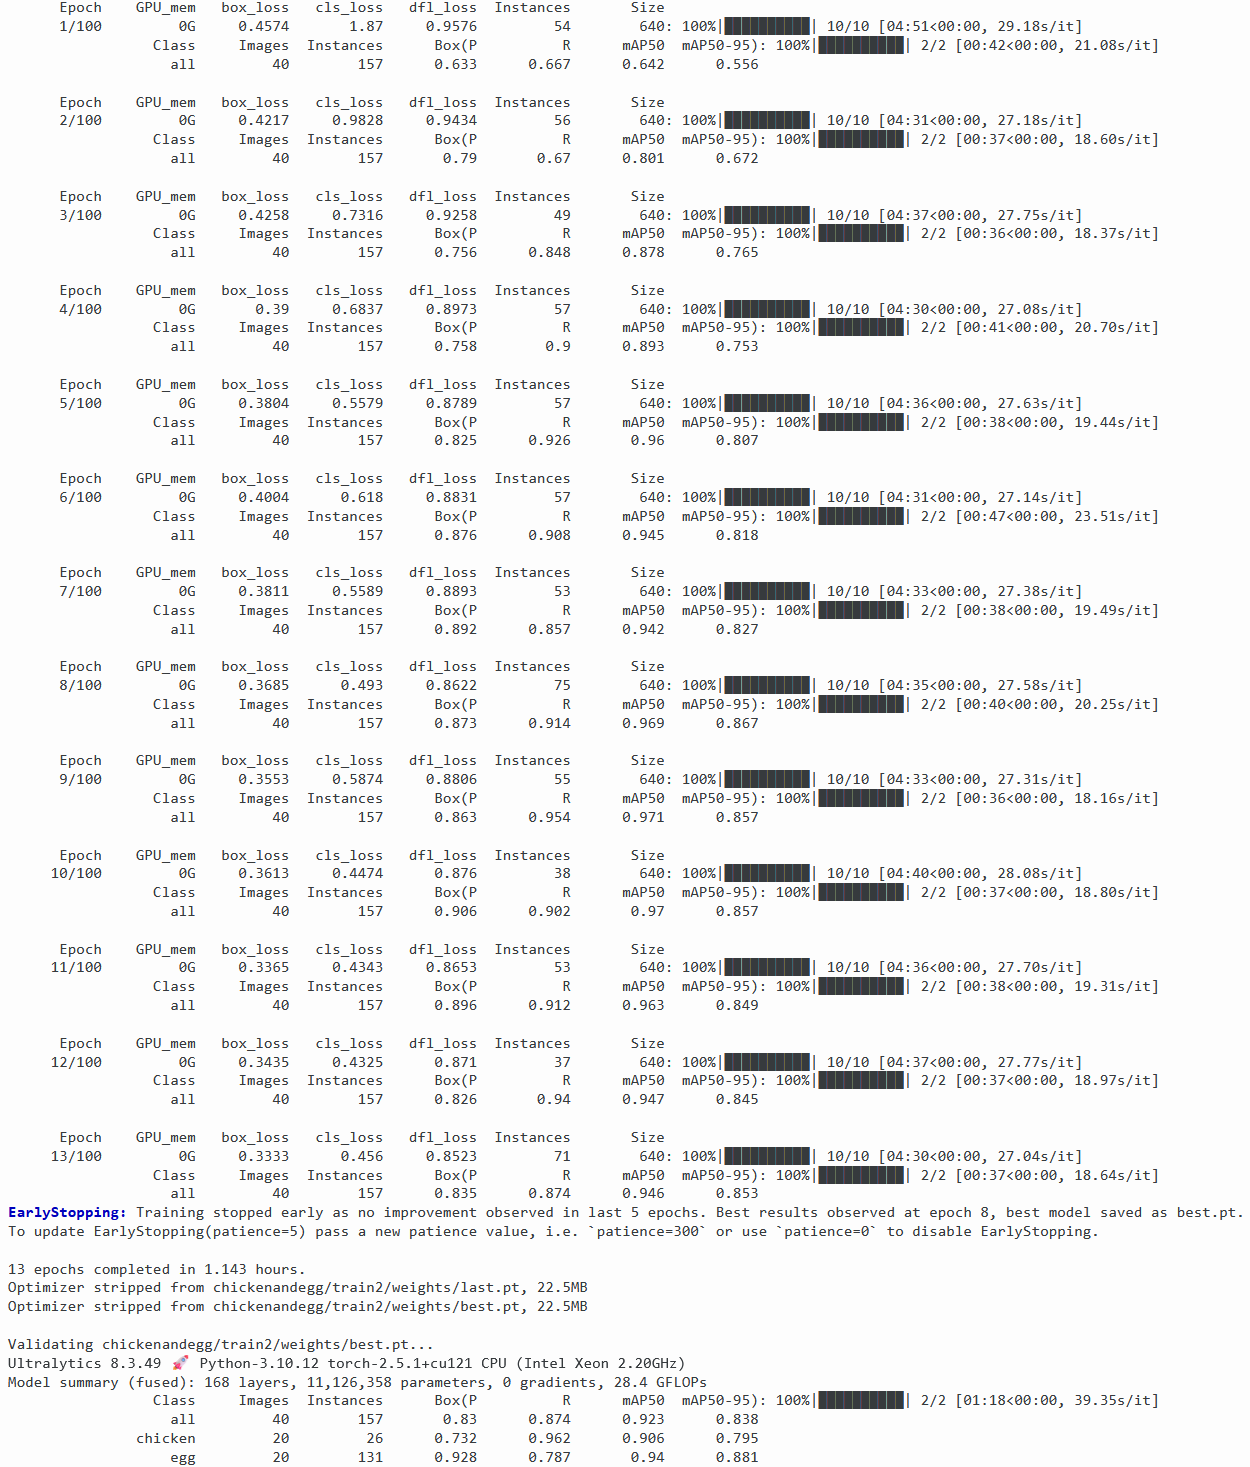 Epoch GPU_mem box_loss cls_loss dfl_loss Instances Size
1/100 0G 0.4574 1.87 0.9576 54 640: 100%|██████████| 10/10 [04:51<00:00, 29.18s/it]
Class Images Instances Box(P R mAP50 mAP50-95): 100%|██████████| 2/2 [00:42<00:00, 21.08s/it]
all 40 157 0.633 0.667 0.642 0.556
Epoch GPU_mem box_loss cls_loss dfl_loss Instances Size
2/100 0G 0.4217 0.9828 0.9434 56 640: 100%|██████████| 10/10 [04:31<00:00, 27.18s/it]
Class Images Instances Box(P R mAP50 mAP50-95): 100%|██████████| 2/2 [00:37<00:00, 18.60s/it]
all 40 157 0.79 0.67 0.801 0.672
Epoch GPU_mem box_loss cls_loss dfl_loss Instances Size
3/100 0G 0.4258 0.7316 0.9258 49 640: 100%|██████████| 10/10 [04:37<00:00, 27.75s/it]
Class Images Instances Box(P R mAP50 mAP50-95): 100%|██████████| 2/2 [00:36<00:00, 18.37s/it]
all 40 157 0.756 0.848 0.878 0.765
Epoch GPU_mem box_loss cls_loss dfl_loss Instances Size
4/100 0G 0.39 0.6837 0.8973 57 640: 100%|██████████| 10/10 [04:30<00:00, 27.08s/it]
Class Images Instances Box(P R mAP50 mAP50-95): 100%|██████████| 2/2 [00:41<00:00, 20.70s/it]
all 40 157 0.758 0.9 0.893 0.753
Epoch GPU_mem box_loss cls_loss dfl_loss Instances Size
5/100 0G 0.3804 0.5579 0.8789 57 640: 100%|██████████| 10/10 [04:36<00:00, 27.63s/it]
Class Images Instances Box(P R mAP50 mAP50-95): 100%|██████████| 2/2 [00:38<00:00, 19.44s/it]
all 40 157 0.825 0.926 0.96 0.807
Epoch GPU_mem box_loss cls_loss dfl_loss Instances Size
6/100 0G 0.4004 0.618 0.8831 57 640: 100%|██████████| 10/10 [04:31<00:00, 27.14s/it]
Class Images Instances Box(P R mAP50 mAP50-95): 100%|██████████| 2/2 [00:47<00:00, 23.51s/it]
all 40 157 0.876 0.908 0.945 0.818
Epoch GPU_mem box_loss cls_loss dfl_loss Instances Size
7/100 0G 0.3811 0.5589 0.8893 53 640: 100%|██████████| 10/10 [04:33<00:00, 27.38s/it]
Class Images Instances Box(P R mAP50 mAP50-95): 100%|██████████| 2/2 [00:38<00:00, 19.49s/it]
all 40 157 0.892 0.857 0.942 0.827
Epoch GPU_mem box_loss cls_loss dfl_loss Instances Size
8/100 0G 0.3685 0.493 0.8622 75 640: 100%|██████████| 10/10 [04:35<00:00, 27.58s/it]
Class Images Instances Box(P R mAP50 mAP50-95): 100%|██████████| 2/2 [00:40<00:00, 20.25s/it]
all 40 157 0.873 0.914 0.969 0.867
Epoch GPU_mem box_loss cls_loss dfl_loss Instances Size
9/100 0G 0.3553 0.5874 0.8806 55 640: 100%|██████████| 10/10 [04:33<00:00, 27.31s/it]
Class Images Instances Box(P R mAP50 mAP50-95): 100%|██████████| 2/2 [00:36<00:00, 18.16s/it]
all 40 157 0.863 0.954 0.971 0.857
Epoch GPU_mem box_loss cls_loss dfl_loss Instances Size
10/100 0G 0.3613 0.4474 0.876 38 640: 100%|██████████| 10/10 [04:40<00:00, 28.08s/it]
Class Images Instances Box(P R mAP50 mAP50-95): 100%|██████████| 2/2 [00:37<00:00, 18.80s/it]
all 40 157 0.906 0.902 0.97 0.857
Epoch GPU_mem box_loss cls_loss dfl_loss Instances Size
11/100 0G 0.3365 0.4343 0.8653 53 640: 100%|██████████| 10/10 [04:36<00:00, 27.70s/it]
Class Images Instances Box(P R mAP50 mAP50-95): 100%|██████████| 2/2 [00:38<00:00, 19.31s/it]
all 40 157 0.896 0.912 0.963 0.849
Epoch GPU_mem box_loss cls_loss dfl_loss Instances Size
12/100 0G 0.3435 0.4325 0.871 37 640: 100%|██████████| 10/10 [04:37<00:00, 27.77s/it]
Class Images Instances Box(P R mAP50 mAP50-95): 100%|██████████| 2/2 [00:37<00:00, 18.97s/it]
all 40 157 0.826 0.94 0.947 0.845
Epoch GPU_mem box_loss cls_loss dfl_loss Instances Size
13/100 0G 0.3333 0.456 0.8523 71 640: 100%|██████████| 10/10 [04:30<00:00, 27.04s/it]
Class Images Instances Box(P R mAP50 mAP50-95): 100%|██████████| 2/2 [00:37<00:00, 18.64s/it]
all 40 157 0.835 0.874 0.946 0.853
EarlyStopping: Training stopped early as no improvement observed in last 5 epochs. Best results observed at epoch 8, best model saved as best.pt.
To update EarlyStopping(patience=5) pass a new patience value, i.e. `patience=300` or use `patience=0` to disable EarlyStopping.
13 epochs completed in 1.143 hours.
Optimizer stripped from chickenandegg/train2/weights/last.pt, 22.5MB
Optimizer stripped from chickenandegg/train2/weights/best.pt, 22.5MB
Validating chickenandegg/train2/weights/best.pt...
Ultralytics 8.3.49 🚀 Python-3.10.12 torch-2.5.1+cu121 CPU (Intel Xeon 2.20GHz)
Model summary (fused): 168 layers, 11,126,358 parameters, 0 gradients, 28.4 GFLOPs
Class Images Instances Box(P R mAP50 mAP50-95): 100%|██████████| 2/2 [01:18<00:00, 39.35s/it]
all 40 157 0.83 0.874 0.923 0.838
chicken 20 26 0.732 0.962 0.906 0.795
egg 20 131 0.928 0.787 0.94 0.881